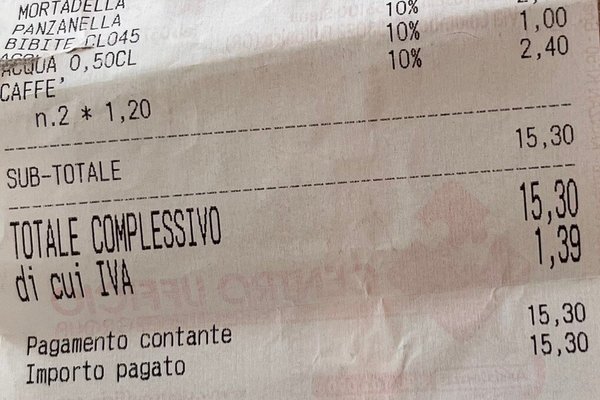 MORTADELLA
PANZANELLA 10%
BIBITE CL045 10% 1,00
ACQUA 0,50CL 10% 2,40
CAFFE'
n.2 * 1,20
SUB-TOTALE 15,30
TOTALE COMPLESSIVO 15,30
di cui IVA 1,39
Pagamento contante 15,30
Importo pagato 15,30